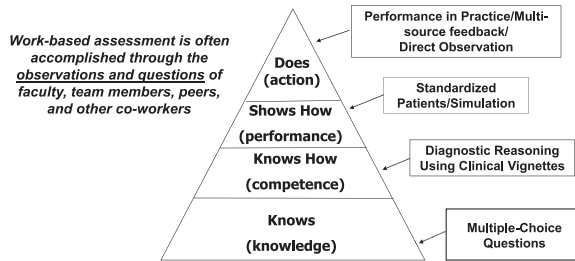 Work-based assessment is often
accomplished through the
observations and questions of
faculty, team members, peers,
and other co-workers
Performance in Practice/Multi-
source feedback/
Direct Observation
Does
(action)
Standardized
Patients/Simulation
Shows How
(performance)
Diagnostic Reasoning
Using Clinical Vignettes
Knows How
(competence)
Knows
(knowledge)
Multiple-Choice
Questions